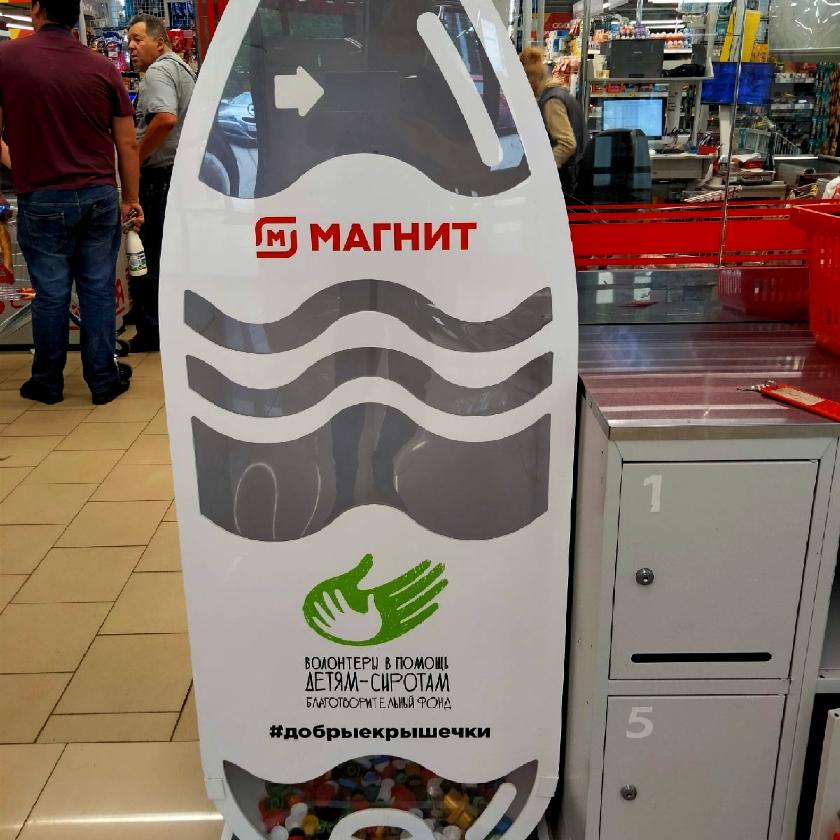 М МАГНИТ
ВОЛОНТЕРЫ В ПОМОЩЬ
ДЕТЯМ-СИРОТАМ
БЛАГОТВОРИТЕЛЬНЫЙ ФОНД
#добрыекрышечки
1
5